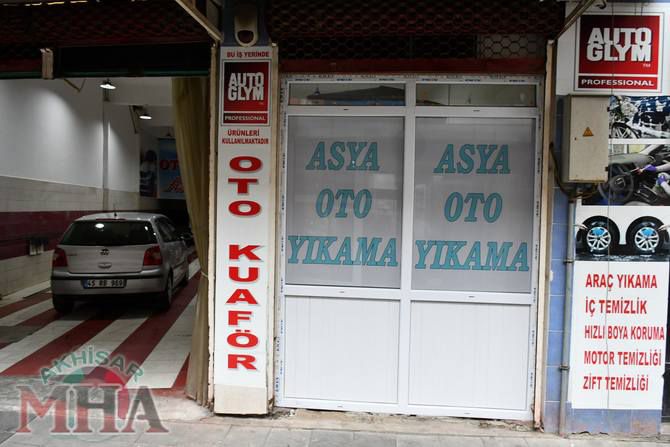 BU İŞ YERİNDE
AUTO
GLYM
PROFESSIONAL
ÜRÜNLERİ
KULLANILMAKTADIR
OTO KUAFÖR
ASYA
OTO
YIKAMA
ASYA
OTO
YIKAMA
AUTO
GLYM
TM
PROFESSIONAL
ARAÇ YIKAMA
İÇ TEMİZLİK
HIZLI BOYA KORUMA
MOTOR TEMİZLİĞİ
ZİFT TEMİZLİĞİ
OTO
AKHİSAR
MHA